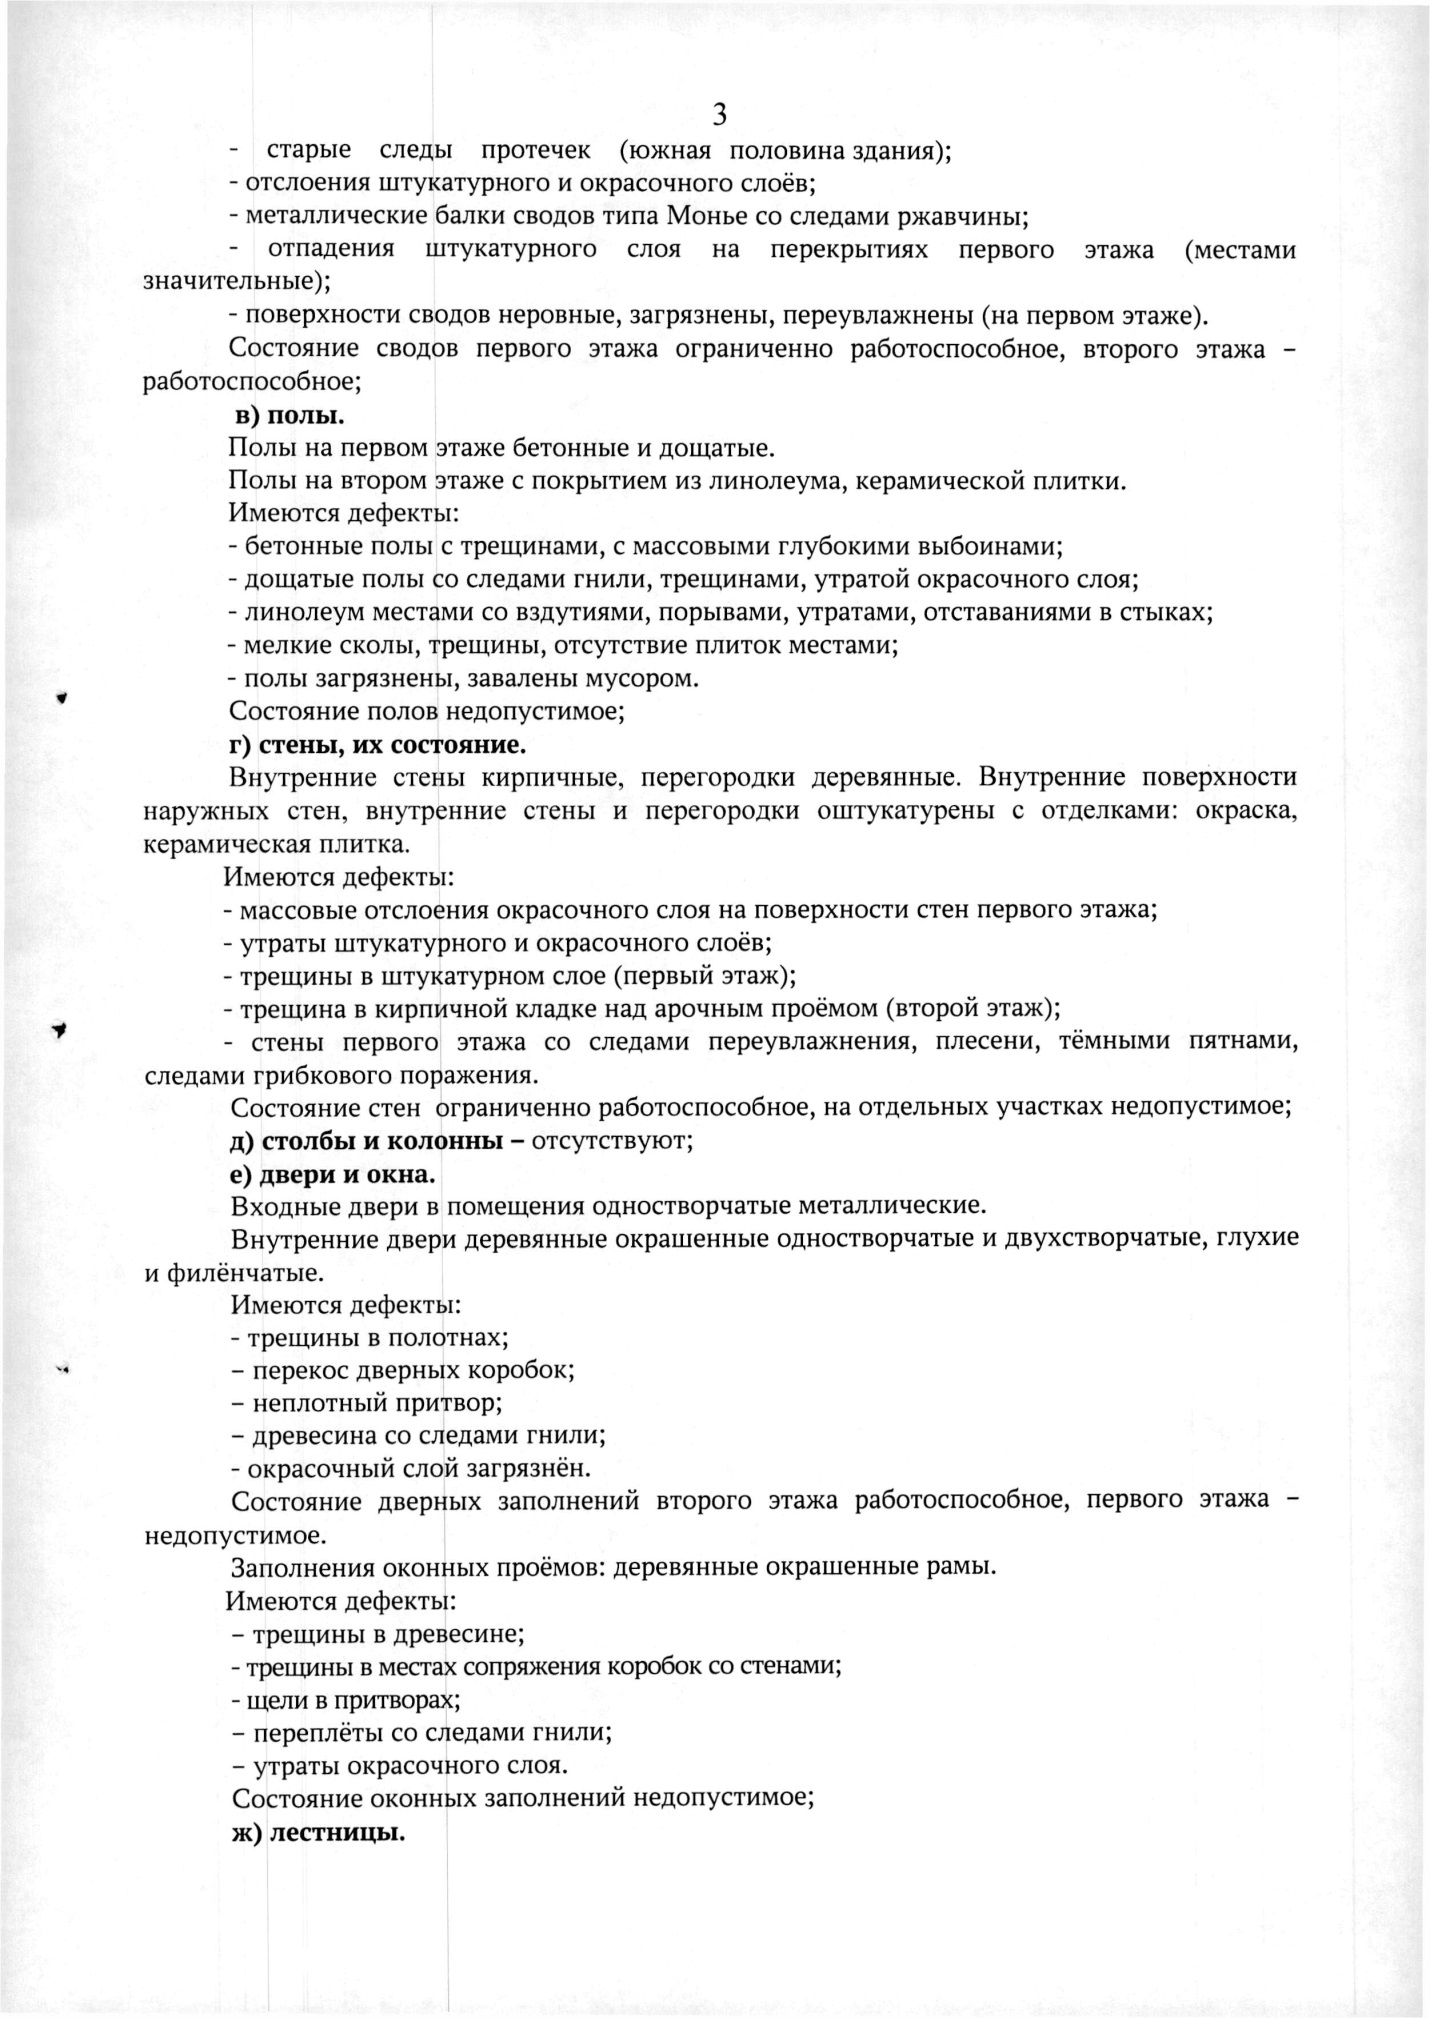 3
- старые следы протечек (южная половина здания);
- отслоения штукатурного и окрасочного слоёв;
- металлические балки сводов типа Монье со следами ржавчины;
- отпадения штукатурного слоя на перекрытиях первого этажа (местами
значительные);
- поверхности сводов неровные, загрязнены, переувлажнены (на первом этаже).
Состояние сводов первого этажа ограниченно работоспособное, второго этажа –
работоспособное;
в) полы.
Полы на первом этаже бетонные и дощатые.
Полы на втором этаже с покрытием из линолеума, керамической плитки.
Имеются дефекты:
- бетонные полы с трещинами, с массовыми глубокими выбоинами;
- дощатые полы со следами гнили, трещинами, утратой окрасочного слоя;
- линолеум местами со вздутиями, порывами, утратами, отставаниями в стыках;
- мелкие сколы, трещины, отсутствие плиток местами;
- полы загрязнены, завалены мусором.
Состояние полов недопустимое;
г) стены, их состояние.
Внутренние стены кирпичные, перегородки деревянные. Внутренние поверхности
наружных стен, внутренние стены и перегородки оштукатурены с отделками: окраска,
керамическая плитка.
Имеются дефекты:
- массовые отслоения окрасочного слоя на поверхности стен первого этажа;
- утраты штукатурного и окрасочного слоёв;
- трещины в штукатурном слое (первый этаж);
- трещина в кирпичной кладке над арочным проёмом (второй этаж);
- стены первого этажа со следами переувлажнения, плесени, тёмными пятнами,
следами грибкового поражения.
Состояние стен ограниченно работоспособное, на отдельных участках недопустимое;
д) столбы и колонны – отсутствуют;
е) двери и окна.
Входные двери в помещения одностворчатые металлические.
Внутренние двери деревянные окрашенные одностворчатые и двухстворчатые, глухие
и филёнчатые.
Имеются дефекты:
- трещины в полотнах;
– перекос дверных коробок;
– неплотный притвор;
– древесина со следами гнили;
- окрасочный слой загрязнён.
Состояние дверных заполнений второго этажа работоспособное, первого этажа –
недопустимое.
Заполнения оконных проёмов: деревянные окрашенные рамы.
Имеются дефекты:
– трещины в древесине;
- трещины в местах сопряжения коробок со стенами;
- щели в притворах;
– переплёты со следами гнили;
– утраты окрасочного слоя.
Состояние оконных заполнений недопустимое;
ж) лестницы.